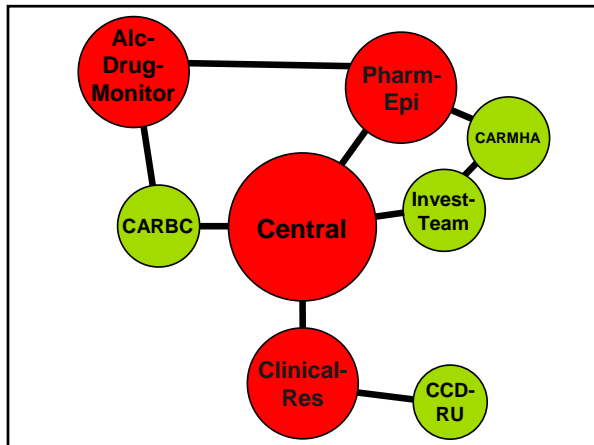 Alc-
Drug-
Monitor
Pharm-
Epi
CARMHA
Invest-
Team
CARBC
Central
Clinical-
Res
CCD-
RU